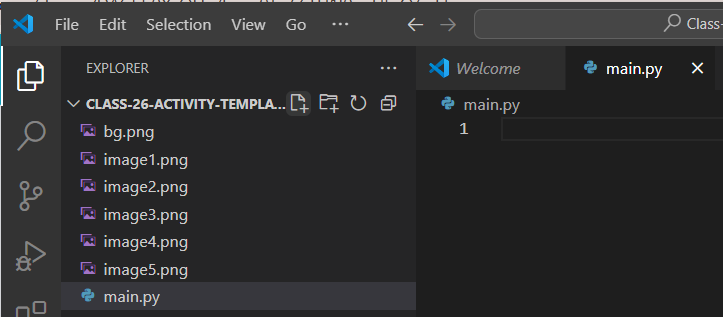 File Edit Selection View Go ··· ← → Class-
EXPLORER ···
Welcome
main.py ×
CLASS-26-ACTIVITY-TEMPLA...
main.py
1
bg.png
image1.png
image2.png
image3.png
image4.png
image5.png
main.py